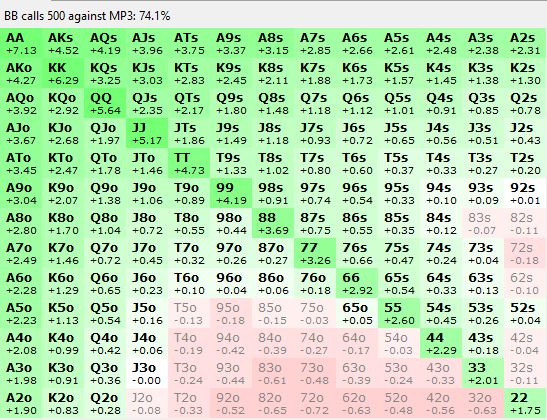 BB calls 500 against MP3: 74.1%
AA AKs AQs AJs ATs A9s A8s A7s A6s A5s A4s A3s A2s
+7.13 +4.52 +4.19 +3.96 +3.75 +3.37 +3.15 +2.85 +2.66 +2.61 +2.48 +2.38 +2.31
AKo KK KQs KJs KTs K9s K8s K7s K6s K5s K4s K3s K2s
+4.27 +6.29 +3.25 +3.03 +2.83 +2.45 +2.11 +1.88 +1.73 +1.57 +1.45 +1.38 +1.30
AQo KQo QQ QJs QTs Q9s Q8s Q7s Q6s Q5s Q4s Q3s Q2s
+3.92 +2.92 +5.64 +2.35 +2.17 +1.80 +1.48 +1.18 +1.12 +1.01 +0.91 +0.85 +0.78
AJo KJo QJo JJ JTs J9s J8s J7s J6s J5s J4s J3s J2s
+3.67 +2.68 +1.97 +5.17 +1.86 +1.49 +1.18 +0.93 +0.72 +0.65 +0.56 +0.51 +0.43
ATo KTo QTo JTo TT T9s T8s T7s T6s T5s T4s T3s T2s
+3.45 +2.47 +1.78 +1.46 +4.73 +1.33 +1.02 +0.80 +0.60 +0.37 +0.33 +0.27 +0.20
A9o K9o Q9o J9o T9o 99 98s 97s 96s 95s 94s 93s 92s
+3.04 +2.07 +1.38 +1.06 +0.89 +4.19 +0.91 +0.74 +0.54 +0.33 +0.10 +0.09 +0.01
A8o K8o Q8o J8o T8o 98o 88 87s 86s 85s 84s 83s 82s
+2.80 +1.70 +1.04 +0.72 +0.55 +0.44 +3.69 +0.75 +0.55 +0.35 +0.12 -0.07 -0.11
A7o K7o Q7o J7o T7o 97o 87o 77 76s 75s 74s 73s 72s
+2.49 +1.46 +0.72 +0.45 +0.32 +0.26 +0.27 +3.26 +0.66 +0.47 +0.24 +0.04 -0.18
A6o K6o Q6o J6o T6o 96o 86o 76o 66 65s 64s 63s 62s
+2.28 +1.29 +0.65 +0.23 +0.10 +0.04 +0.06 +0.18 +2.92 +0.54 +0.33 +0.13 -0.10
A5o K5o Q5o J5o T5o 95o 85o 75o 65o 55 54s 53s 52s
+2.23 +1.13 +0.54 +0.16 -0.13 -0.18 -0.15 -0.03 +0.05 +2.60 +0.45 +0.26 +0.04
A4o K4o Q4o J4o T4o 94o 84o 74o 64o 54o 44 43s 42s
+2.08 +0.99 +0.42 +0.06 -0.19 -0.42 -0.39 -0.27 -0.17 -0.03 +2.29 +0.18 -0.04
A3o K3o Q3o J3o T3o 93o 83o 73o 63o 53o 43o 33 32s
+1.98 +0.91 +0.36 -0.00 -0.24 -0.44 -0.61 -0.48 -0.39 -0.24 -0.33 +2.01 -0.11
A2o K2o Q2o J2o T2o 92o 82o 72o 62o 52o 42o 32o 22
+1.90 +0.83 +0.28 -0.08 -0.33 -0.52 -0.65 -0.72 -0.63 -0.48 -0.56 -0.63 +1.75